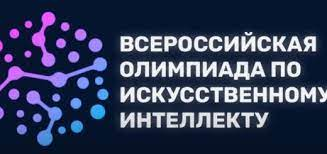 ВСЕРОССИЙСКАЯ
ОЛИМПИАДА ПО
ИСКУССТВЕННОМУ
ИНТЕЛЛЕКТУ